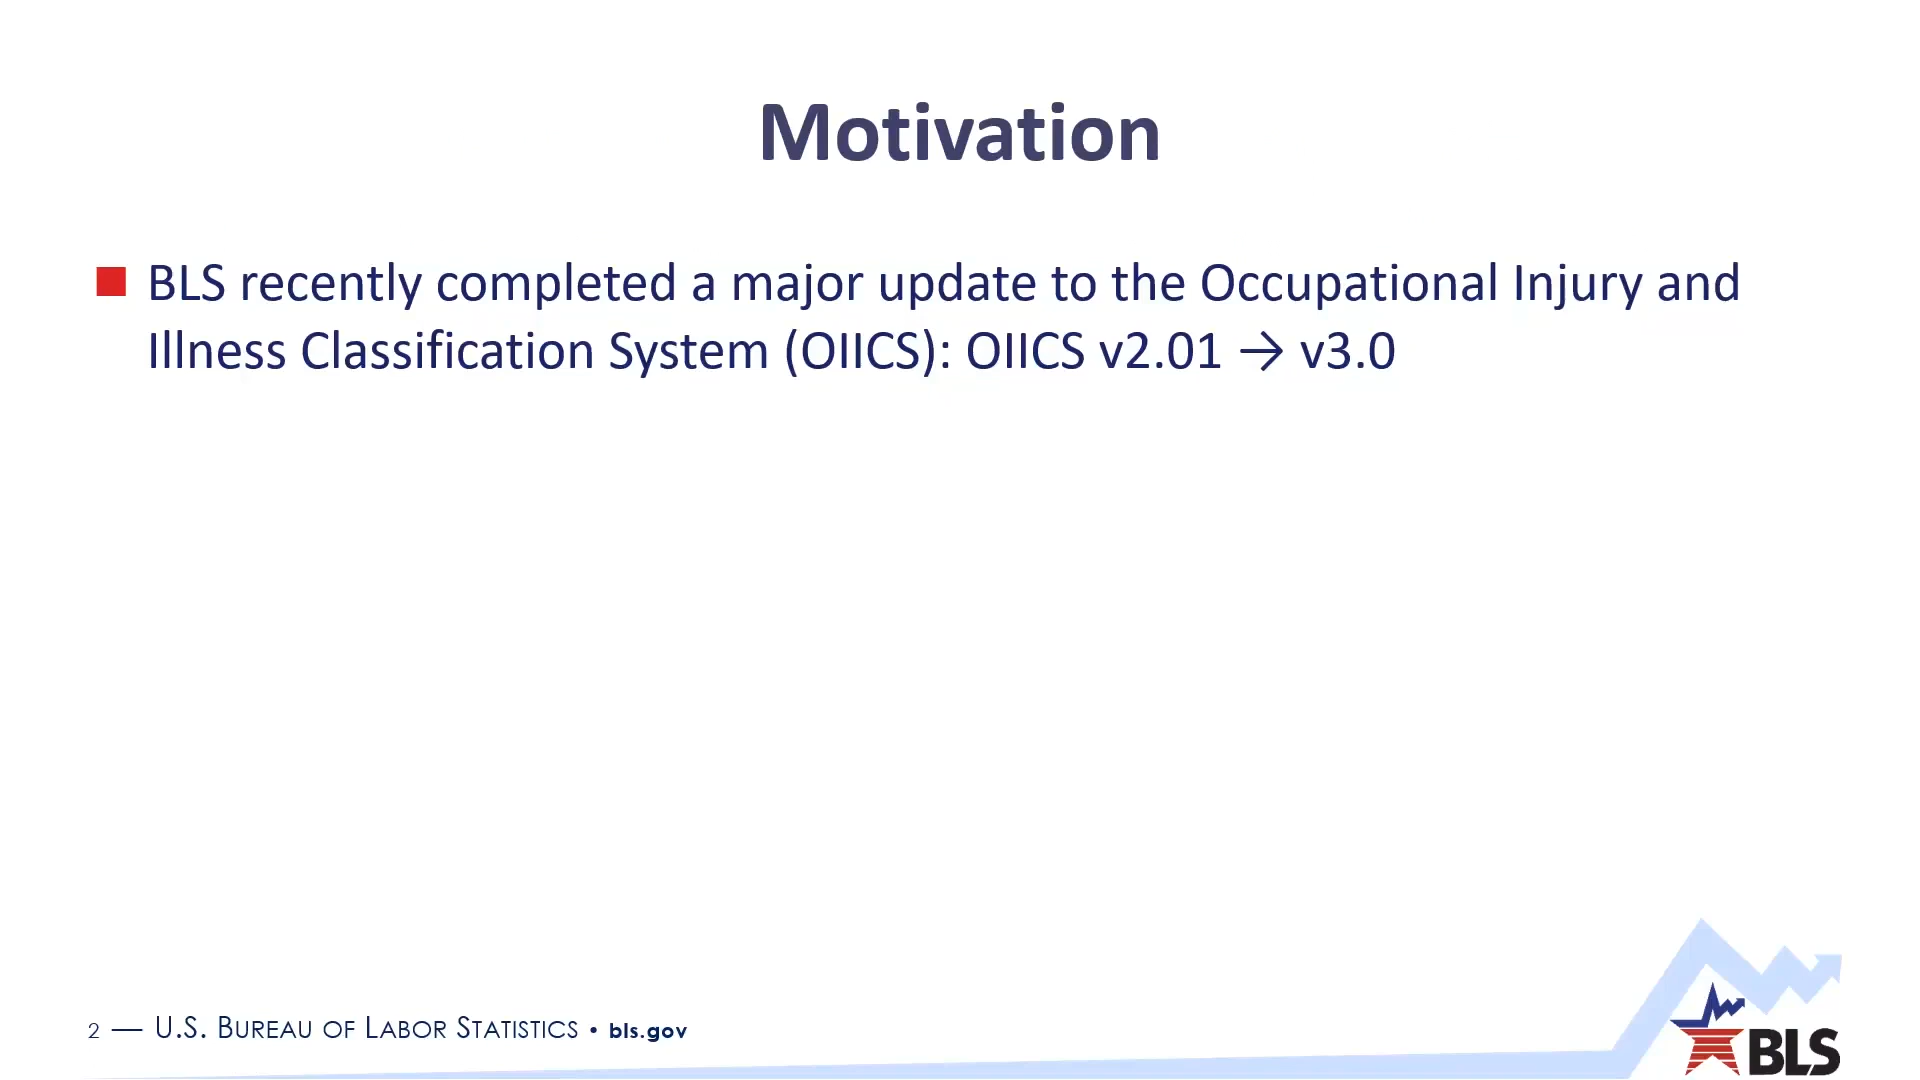 Motivation
BLS recently completed a major update to the Occupational Injury and
Illness Classification System (OIICS): OIICS v2.01 → v3.0
2 — U.S. BUREAU OF LABOR STATISTICS • bls.gov
BLS